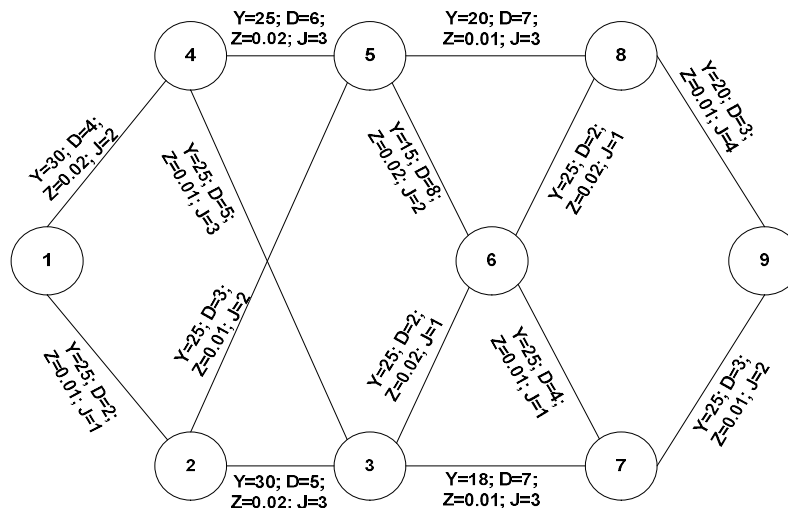 Y=25; D=6;
Z=0.02; J=3
Y=20; D=7;
Z=0.01; J=3
4
5
8
Y=30; D=4;
Z=0.02; J=2
Y=25; D=5;
Z=0.01; J=3
Y=15; D=8;
Z=0.02; J=2
Y=25; D=2;
Z=0.02; J=1
Y=20; D=3;
Z=0.01; J=4
1
6
9
Y=25; D=2;
Z=0.01; J=1
Y=25; D=3;
Z=0.01; J=2
Y=25; D=2;
Z=0.02; J=1
Y=25; D=4;
Z=0.01; J=1
Y=25; D=3;
Z=0.01; J=2
2
3
7
Y=30; D=5;
Z=0.02; J=3
Y=18; D=7;
Z=0.01; J=3